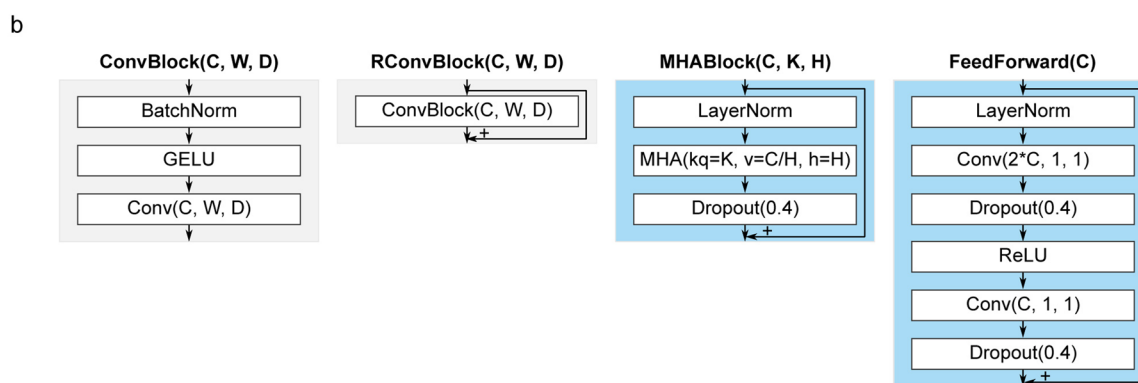 b
ConvBlock(C, W, D)
BatchNorm
GELU
Conv(C, W, D)
RConvBlock(C, W, D)
ConvBlock(C, W, D)
+
MHABlock(C, K, H)
LayerNorm
MHA(kq=K, v=C/H, h=H)
Dropout(0.4)
+
FeedForward(C)
LayerNorm
Conv(2*C, 1, 1)
Dropout(0.4)
ReLU
Conv(C, 1, 1)
Dropout(0.4)
+